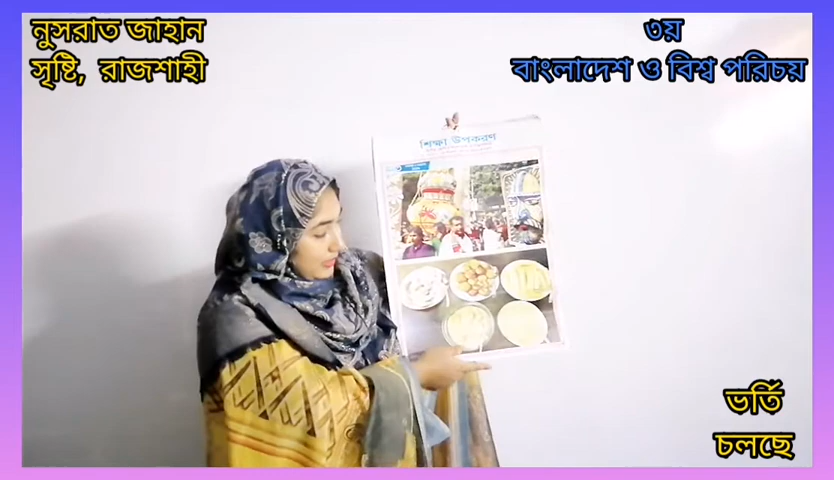 নুসরাত জাহান
সৃষ্টি, রাজশাহী
৩য়
বাংলাদেশ ও বিশ্ব পরিচয়
শিক্ষা উপকরণ
ভর্তি
চলছে